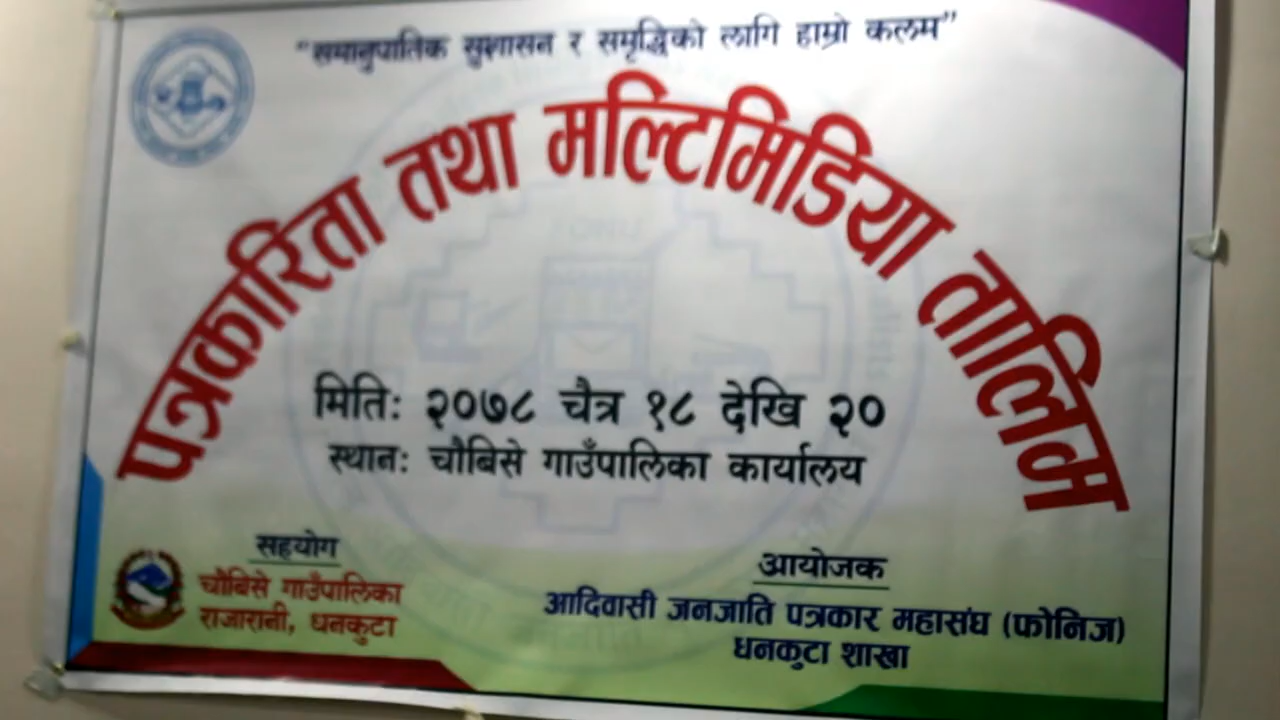 “समानुपातिक सुशासन र समृद्धिको लागि हाम्रो कलम”
पत्रकारिता तथा मल्टिमिडिया तालिम
मितिः २०७८ चैत्र १८ देखि २०
स्थानः चौबिसे गाउँपालिका कार्यालय
सहयोग
चौबिसे गाउँपालिका
राजारानी, धनकुटा
आयोजक
आदिवासी जनजाति पत्रकार महासंघ (फोनिज)
धनकुटा शाखा